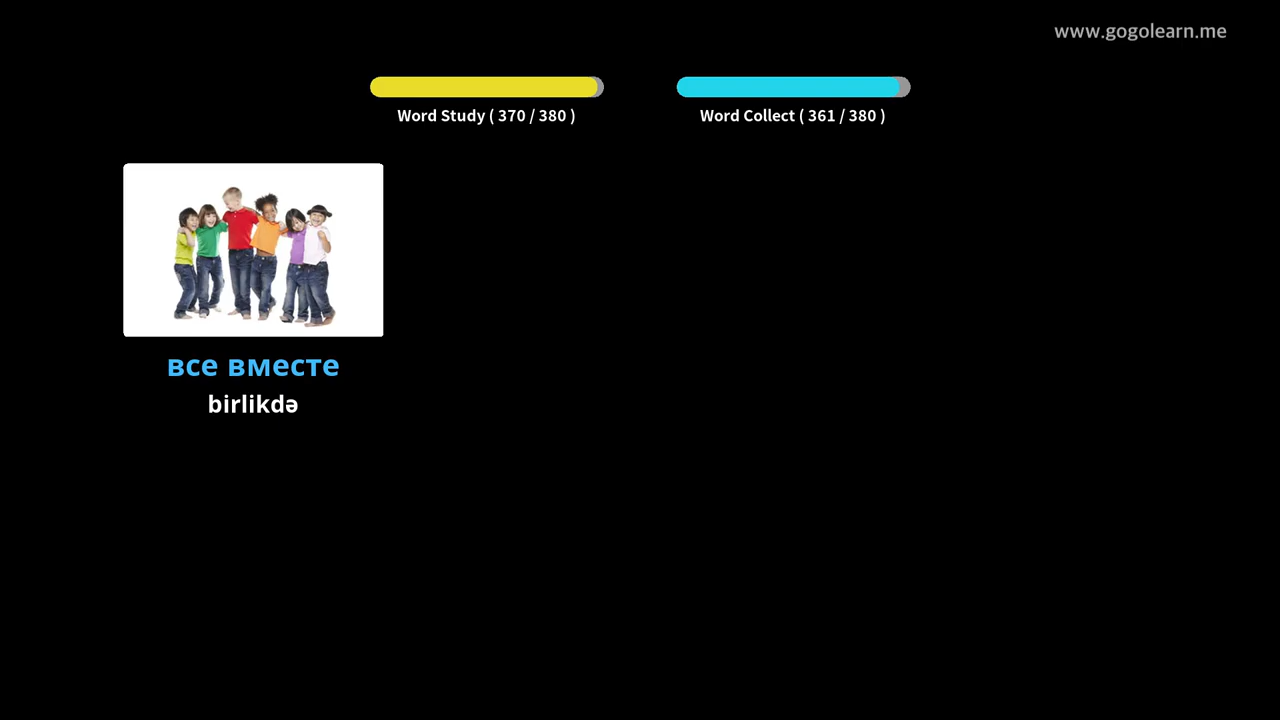 www.gogolearn.me
Word Study ( 370 / 380 )
Word Collect ( 361 / 380 )
все вместе
birlikdə